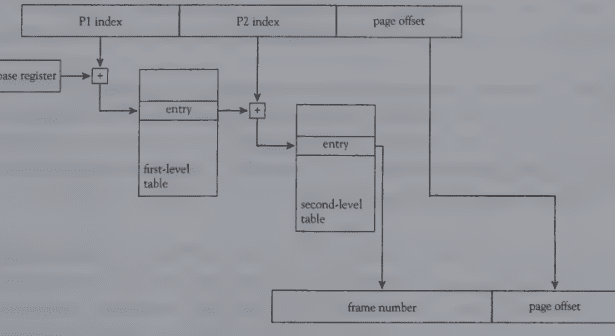 P1 index
P2 index
page offset
base register
+
entry
+
entry
first-level
table
second-level
table
frame number
page offset